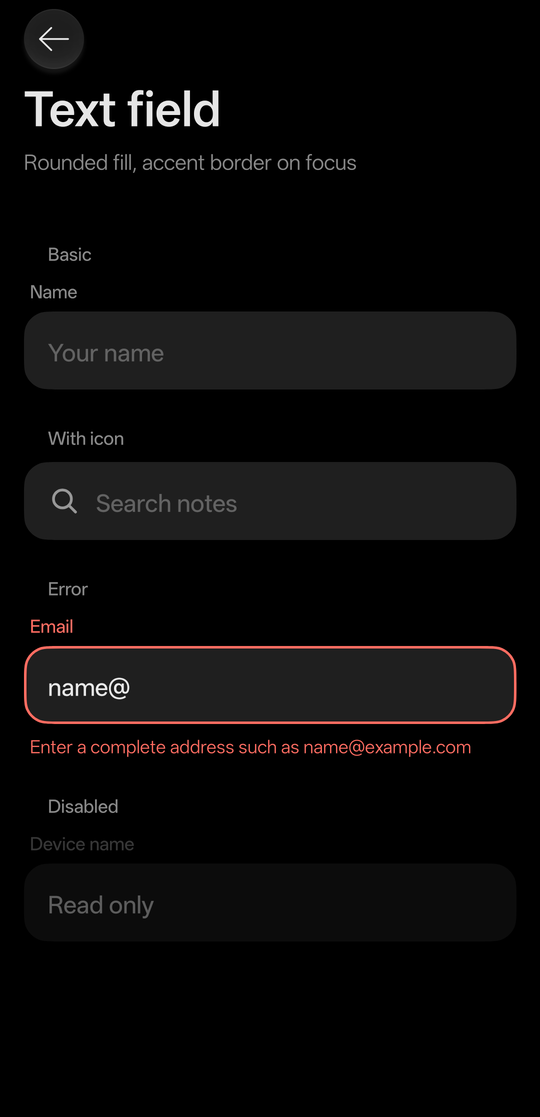 Text field
Rounded fill, accent border on focus
Basic
Name
Your name
With icon
Search notes
Error
Email
name@
Enter a complete address such as name@example.com
Disabled
Device name
Read only